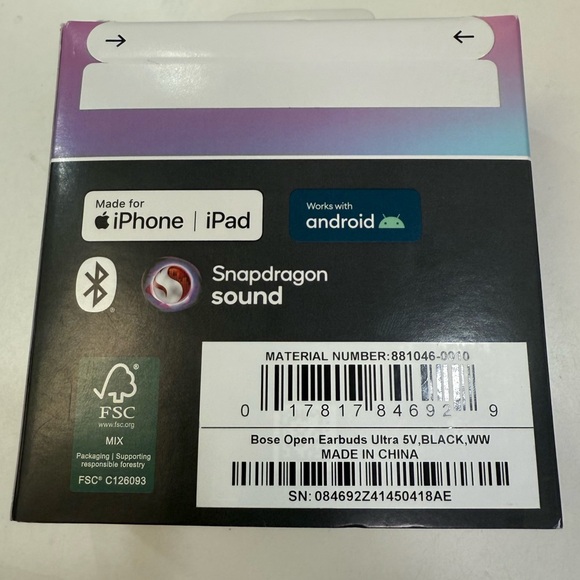 Made for
iPhone | iPad
Works with
android
Snapdragon
sound
FSC
www.fsc.org
MIX
Packaging | Supporting
responsible forestry
FSC® C126093
MATERIAL NUMBER:881046-0010
0 17817 84692 9
Bose Open Earbuds Ultra 5V,BLACK,WW
MADE IN CHINA
SN: 084692Z41450418AE